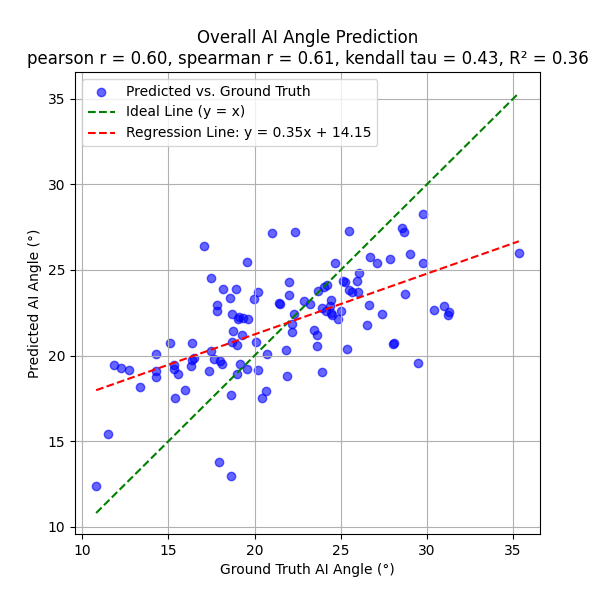 Overall AI Angle Prediction
pearson r = 0.60, spearman r = 0.61, kendall tau = 0.43, R² = 0.36
Predicted vs. Ground Truth
Ideal Line (y = x)
Regression Line: y = 0.35x + 14.15
35
30
25
20
15
10
Predicted AI Angle (°)
10 15 20 25 30 35
Ground Truth AI Angle (°)